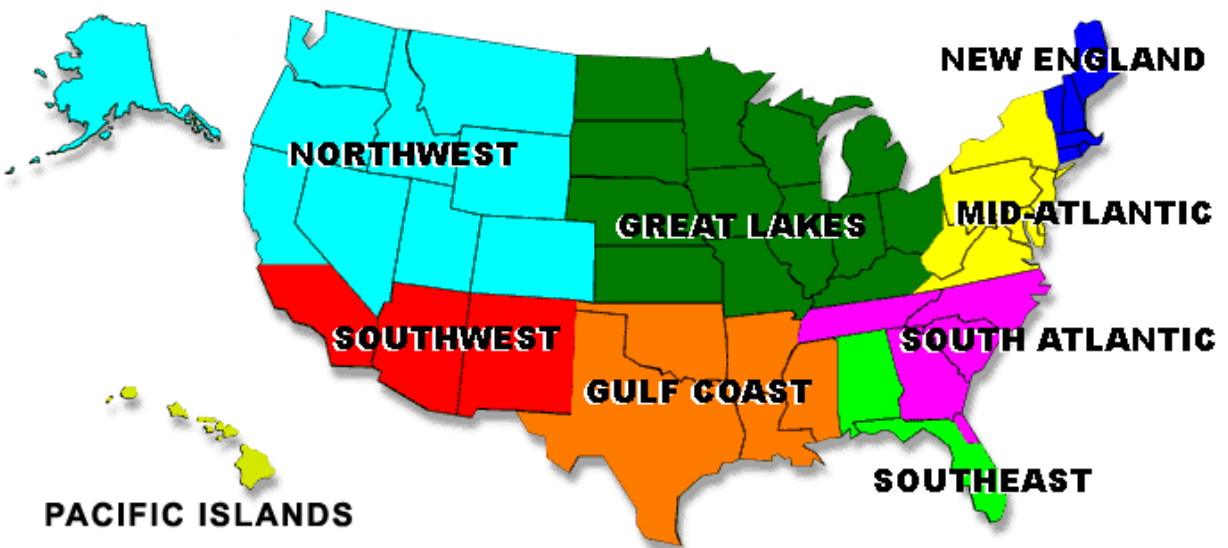 NEW ENGLAND
NORTHWEST
MID-ATLANTIC
GREAT LAKES
SOUTHWEST
SOUTH ATLANTIC
GULF COAST
SOUTHEAST
PACIFIC ISLANDS